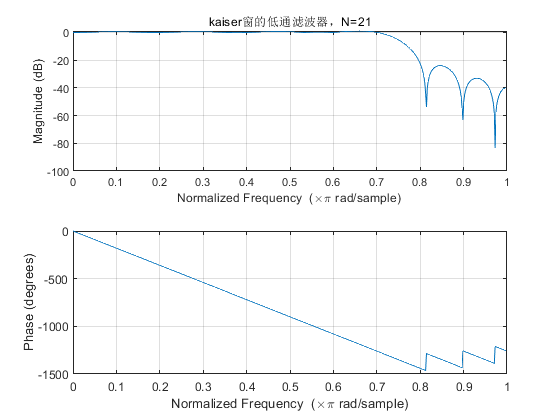 kaiser窗的低通滤波器，N=21
0
-20
-40
-60
-80
-100
Magnitude (dB)
0 0.1 0.2 0.3 0.4 0.5 0.6 0.7 0.8 0.9 1
Normalized Frequency (×π rad/sample)
0
-500
-1000
-1500
Phase (degrees)
0 0.1 0.2 0.3 0.4 0.5 0.6 0.7 0.8 0.9 1
Normalized Frequency (×π rad/sample)